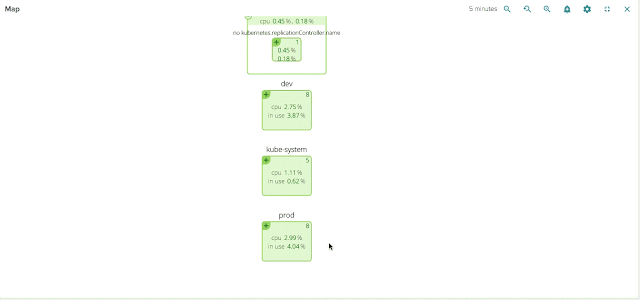 Map
5 minutes
cpu 0.45 %, 0.18 %
no kubernetes.replicationController.name
1
0.45 %
0.18 %
dev
8
cpu 2.75 %
in use 3.87 %
kube-system
5
cpu 1.11 %
in use 0.62 %
prod
8
cpu 2.99 %
in use 4.04 %